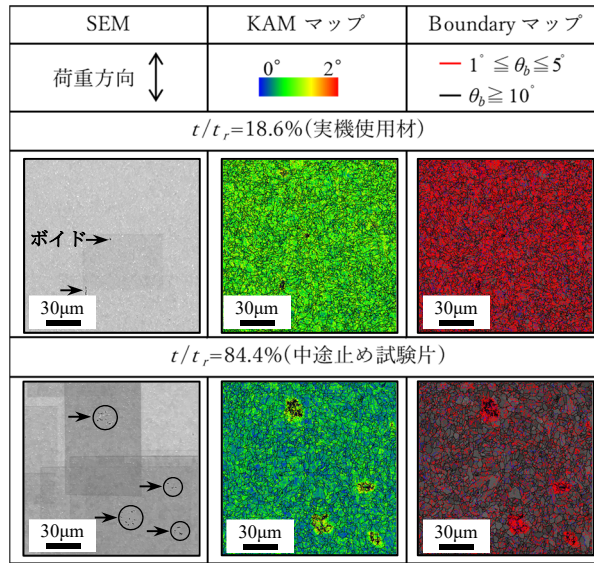 SEM
KAM マップ
Boundary マップ
荷重方向
0° 2°
1° ≦ θb ≦ 5°
θb ≧ 10°
t/tr=18.6%(実機使用材)
ボイド
30μm
30μm
30μm
t/tr=84.4%(中途止め試験片)
30μm
30μm
30μm